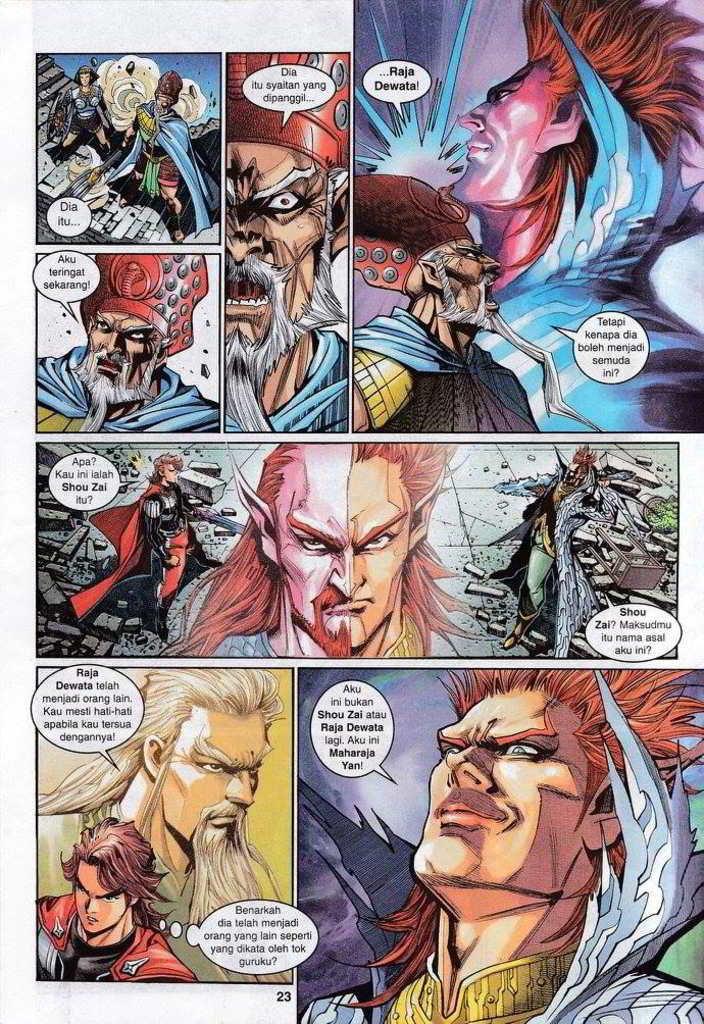 Dia
itu...
Dia
itu syaitan yang
dipanggil...
...Raja
Dewata!
Aku
teringat
sekarang!
Tetapi
kenapa dia
boleh menjadi
semuda
ini?
Apa?
Kau ini ialah
Shou Zai
itu?
Shou
Zai? Maksudmu
itu nama asal
aku ini?
Raja
Dewata telah
menjadi orang lain.
Kau mesti hati-hati
apabila kau tersua
dengannya!
Benarkah
dia telah menjadi
orang yang lain seperti
yang dikata oleh tok
guruku?
Aku
ini bukan
Shou Zai atau
Raja Dewata
lagi. Aku ini
Maharaja
Yan!
23